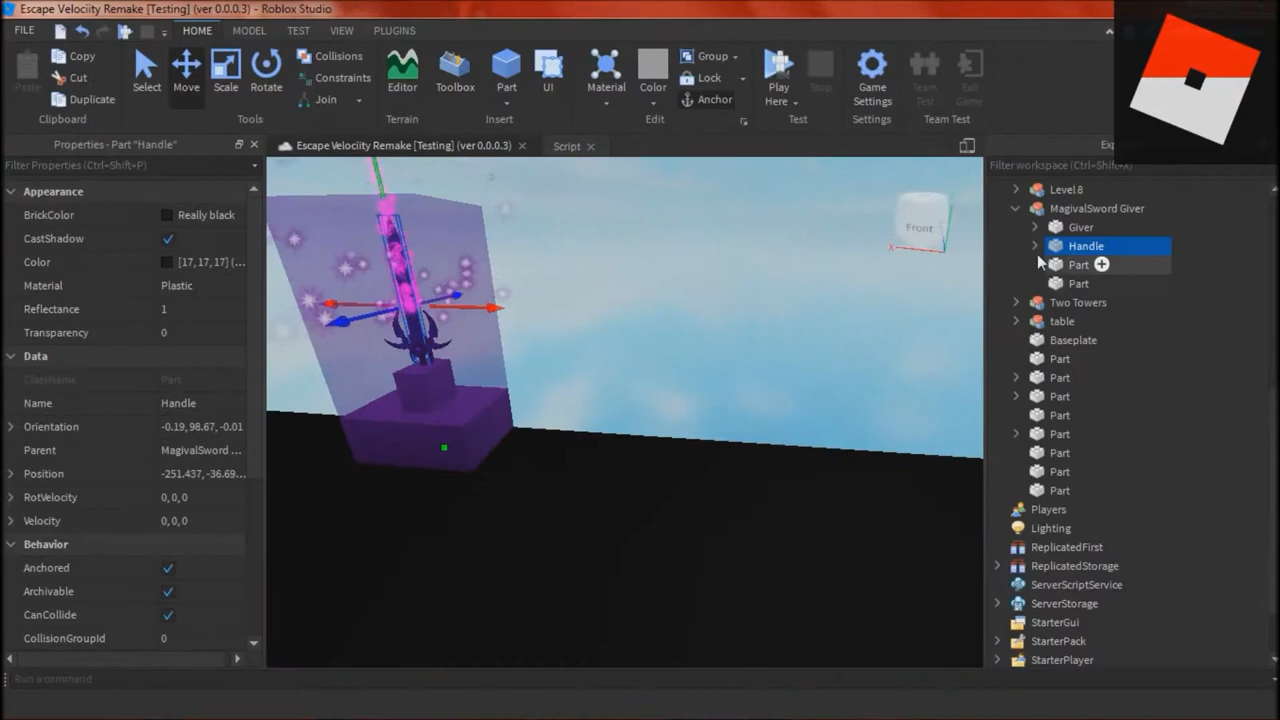 Escape Velociity Remake [Testing] (ver 0.0.0.3) - Roblox Studio
FILE HOME MODEL TEST VIEW PLUGINS
Paste Copy Cut Duplicate
Clipboard
Select Move Scale Rotate Collisions Constraints Join
Tools
Editor
Terrain
Toolbox Part UI
Insert
Material Color Group Lock Anchor
Edit
Play Here Stop
Test
Game Settings
Settings
Team Test Exit Game
Team Test
Properties - Part "Handle"
Filter Properties (Ctrl+Shift+P)
Appearance
BrickColor Really black
CastShadow
Color [17, 17, 17] (...
Material Plastic
Reflectance 1
Transparency 0
Data
ClassName Part
Name Handle
Orientation -0.19, 98.67, -0.01
Parent MagivalSword ...
Position -251.437, -36.69...
RotVelocity 0, 0, 0
Velocity 0, 0, 0
Behavior
Anchored
Archivable
CanCollide
CollisionGroupId 0
Escape Velociity Remake [Testing] (ver 0.0.0.3) Script
Front
X
Filter workspace (Ctrl+Shift+X)
Level 8
MagivalSword Giver
Giver
Handle
Part
Part
Two Towers
table
Baseplate
Part
Part
Part
Part
Part
Part
Part
Part
Players
Lighting
ReplicatedFirst
ReplicatedStorage
ServerScriptService
ServerStorage
StarterGui
StarterPack
StarterPlayer
Run a command